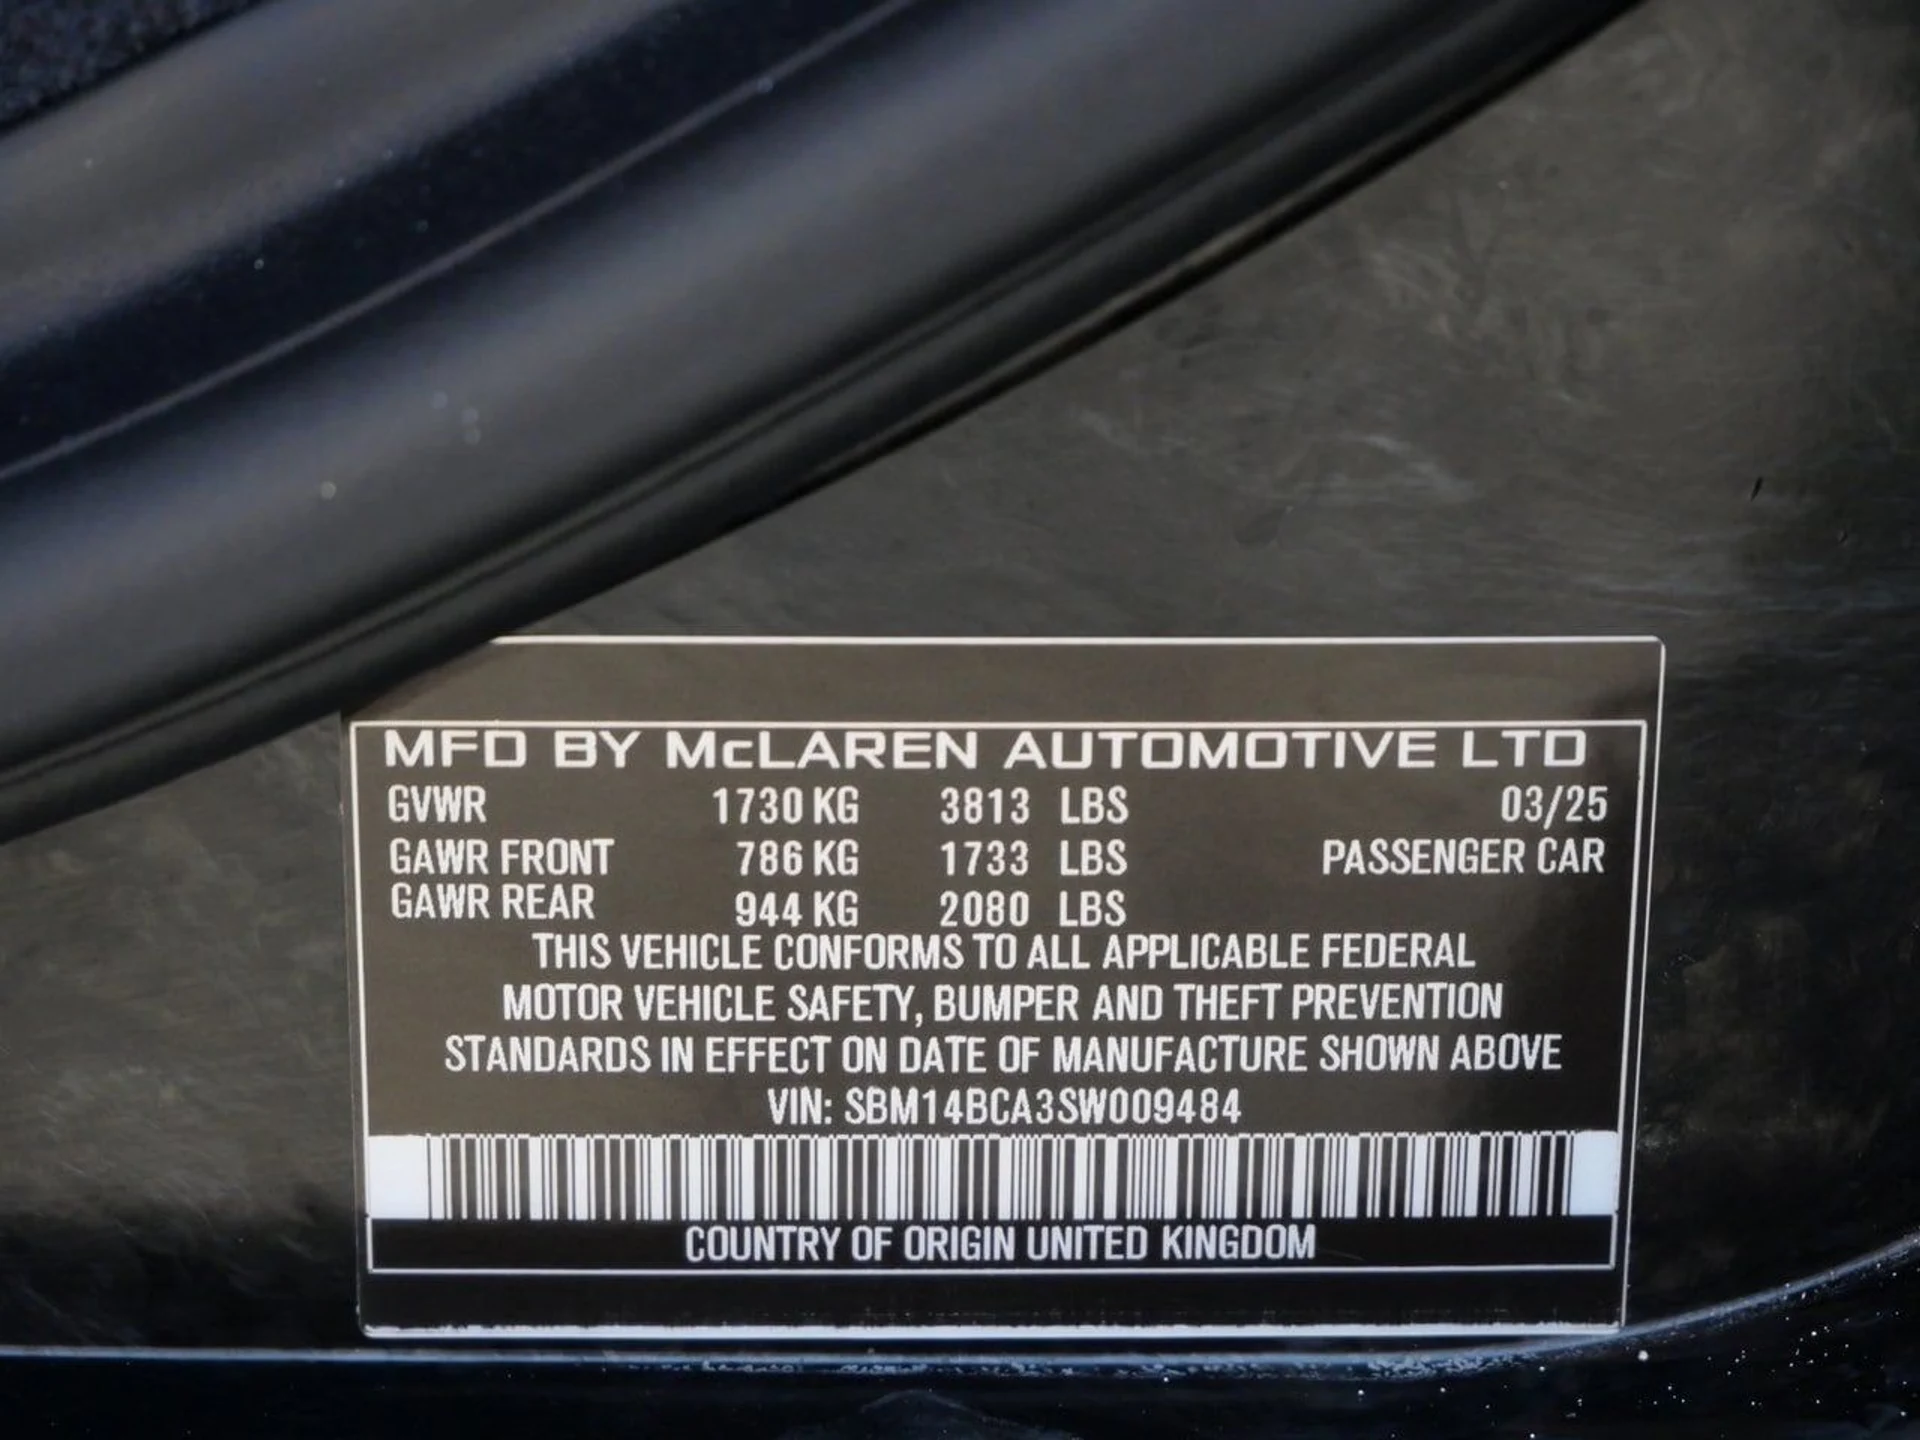 MFD BY McLAREN AUTOMOTIVE LTD
GVWR 1730 KG 3813 LBS 03/25
GAWR FRONT 786 KG 1733 LBS PASSENGER CAR
GAWR REAR 944 KG 2080 LBS
THIS VEHICLE CONFORMS TO ALL APPLICABLE FEDERAL
MOTOR VEHICLE SAFETY, BUMPER AND THEFT PREVENTION
STANDARDS IN EFFECT ON DATE OF MANUFACTURE SHOWN ABOVE
VIN: SBM14BCA3SW009484
COUNTRY OF ORIGIN UNITED KINGDOM